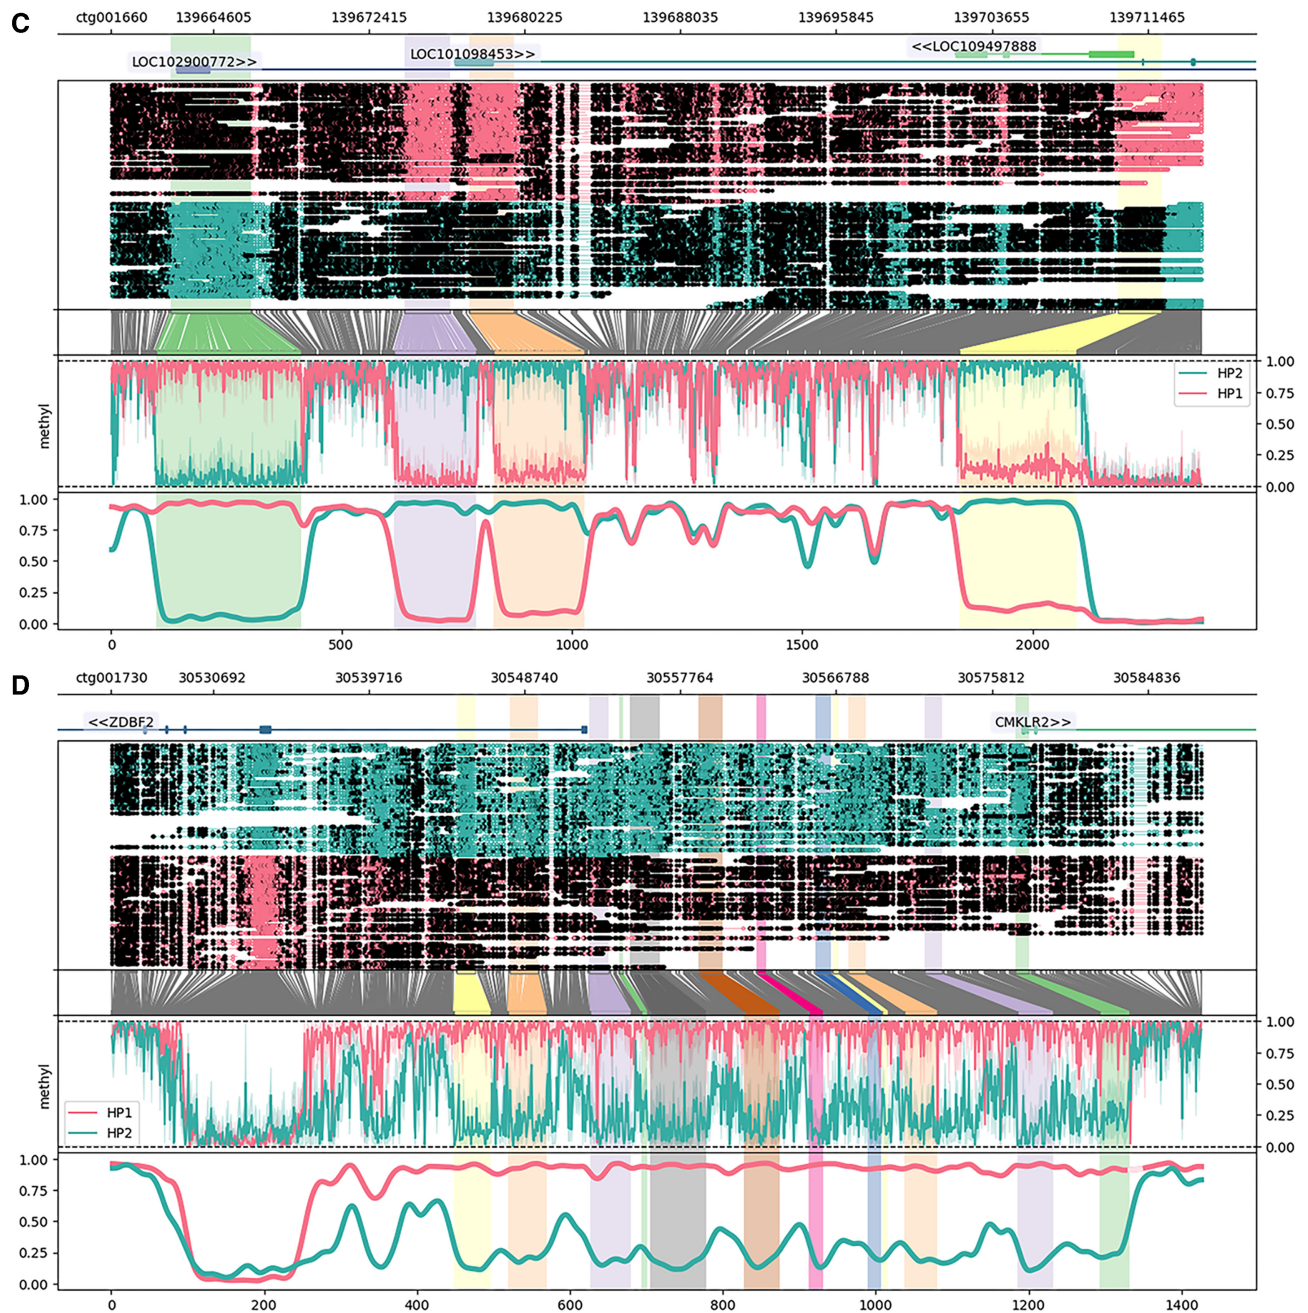 C
ctg001660 139664605 139672415 139680225 139688035 139695845 139703655 139711465
LOC102900772>> LOC101098453>> <<LOC109497888
methyl
1.00
0.75
0.50
0.25
0.00
HP2
HP1
1.00
0.75
0.50
0.25
0.00
0 500 1000 1500 2000
D
ctg001730 30530692 30539716 30548740 30557764 30566788 30575812 30584836
<<ZDBF2 CMKLR2>>
methyl
1.00
0.75
0.50
0.25
0.00
HP1
HP2
1.00
0.75
0.50
0.25
0.00
0 200 400 600 800 1000 1200 1400